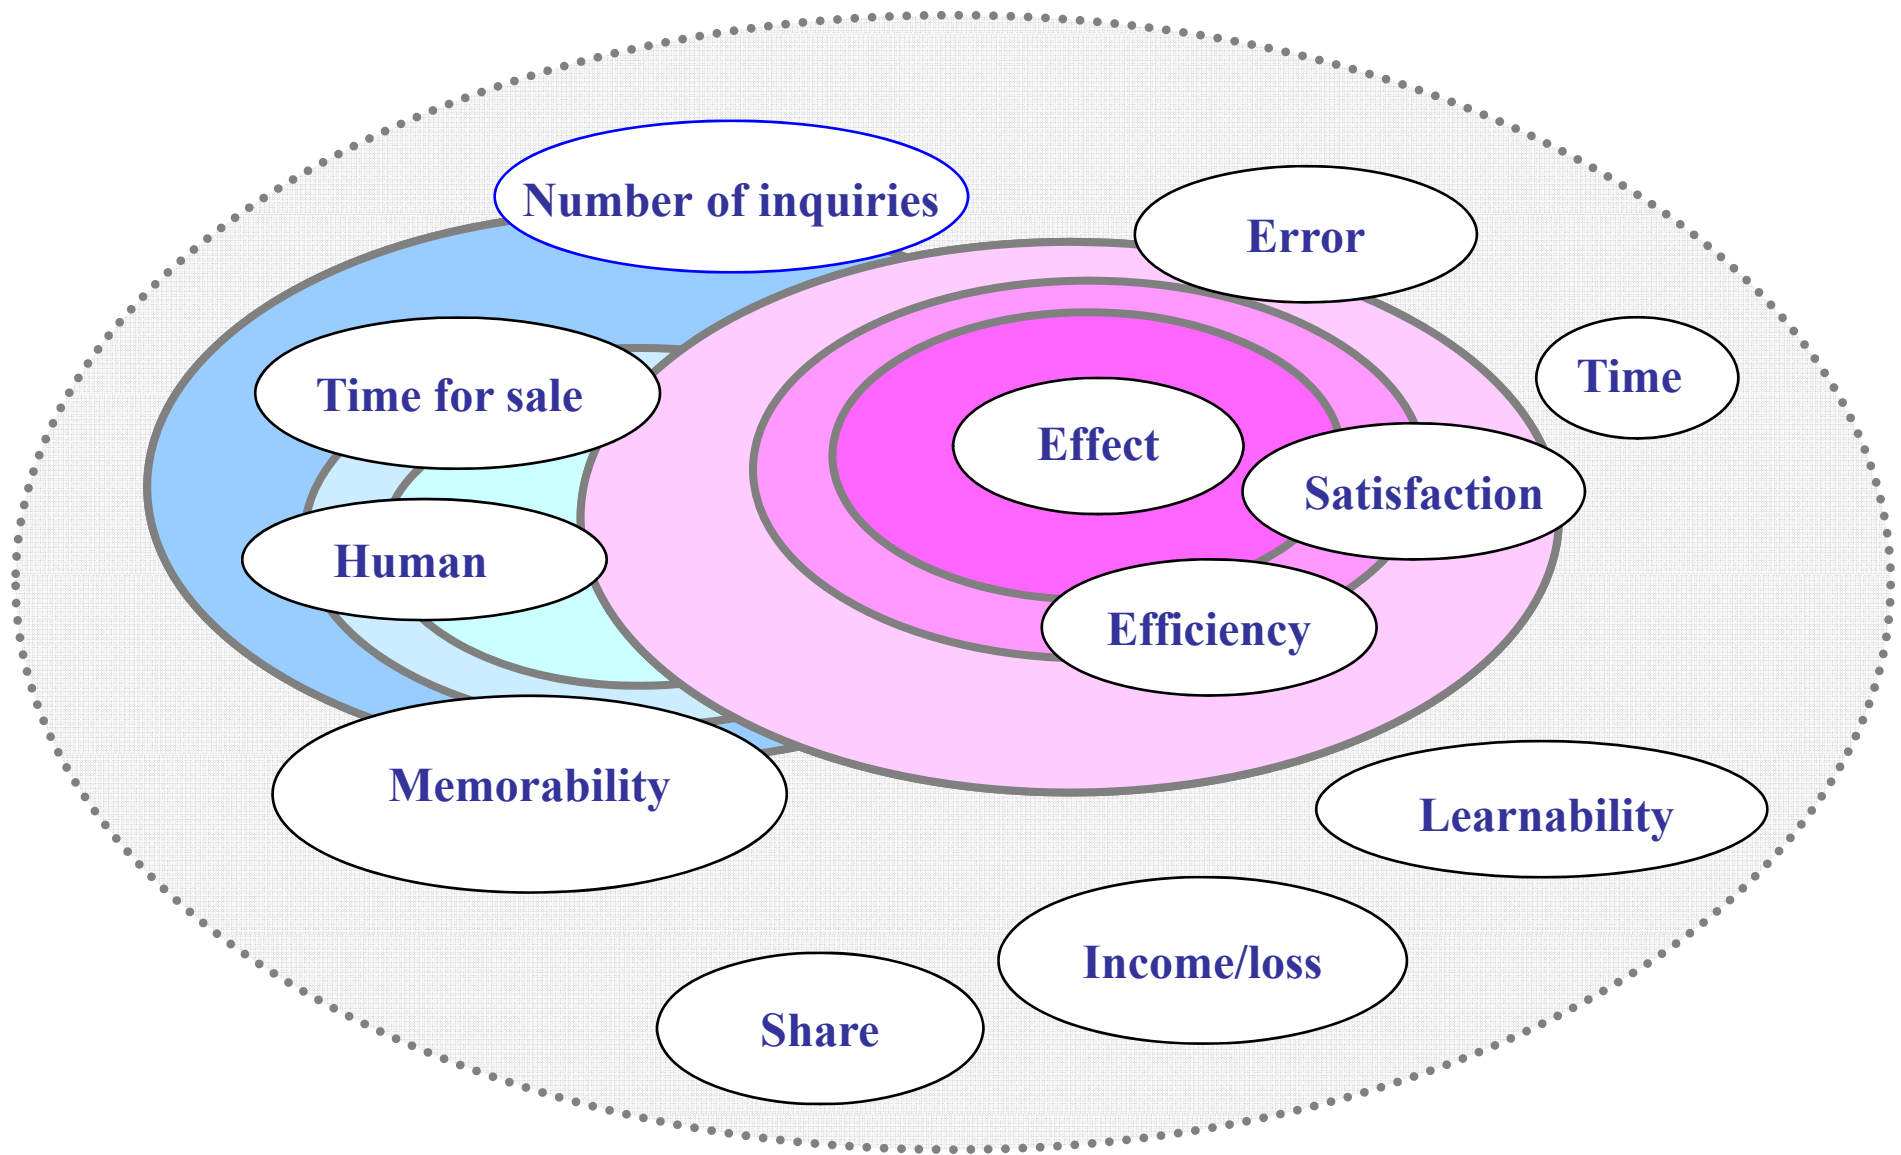 Number of inquiries
Error
Time
Time for sale
Effect
Satisfaction
Human
Efficiency
Memorability
Learnability
Income/loss
Share